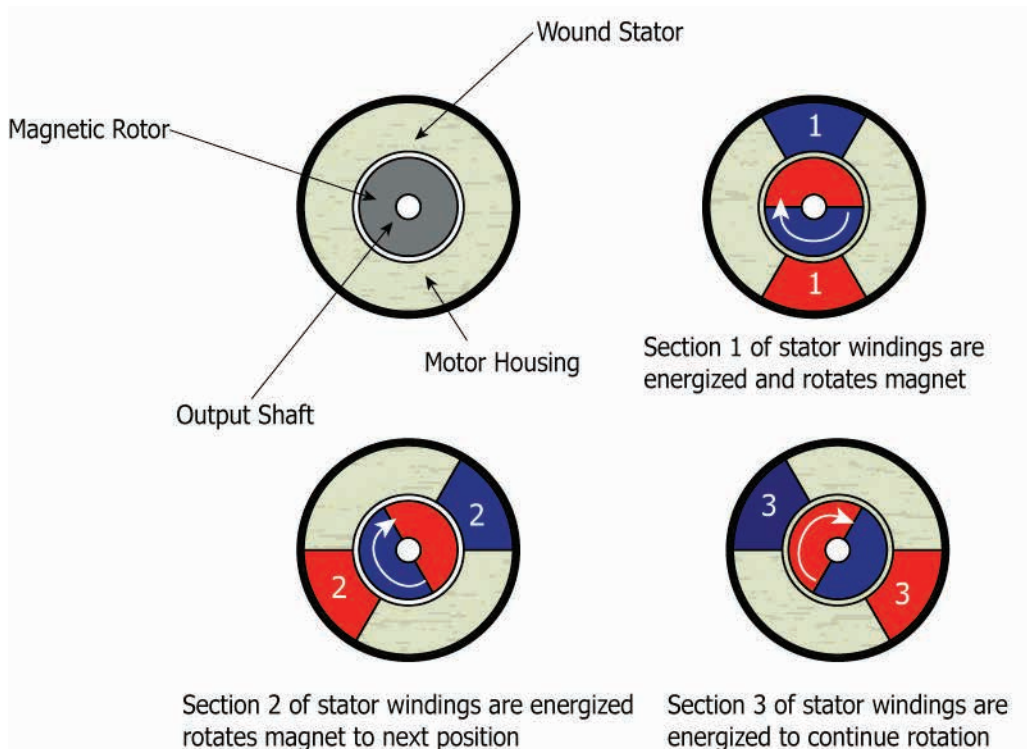 Wound Stator
Magnetic Rotor
Motor Housing
Output Shaft
1
1
Section 1 of stator windings are
energized and rotates magnet
2
2
Section 2 of stator windings are energized
rotates magnet to next position
3
3
Section 3 of stator windings are
energized to continue rotation